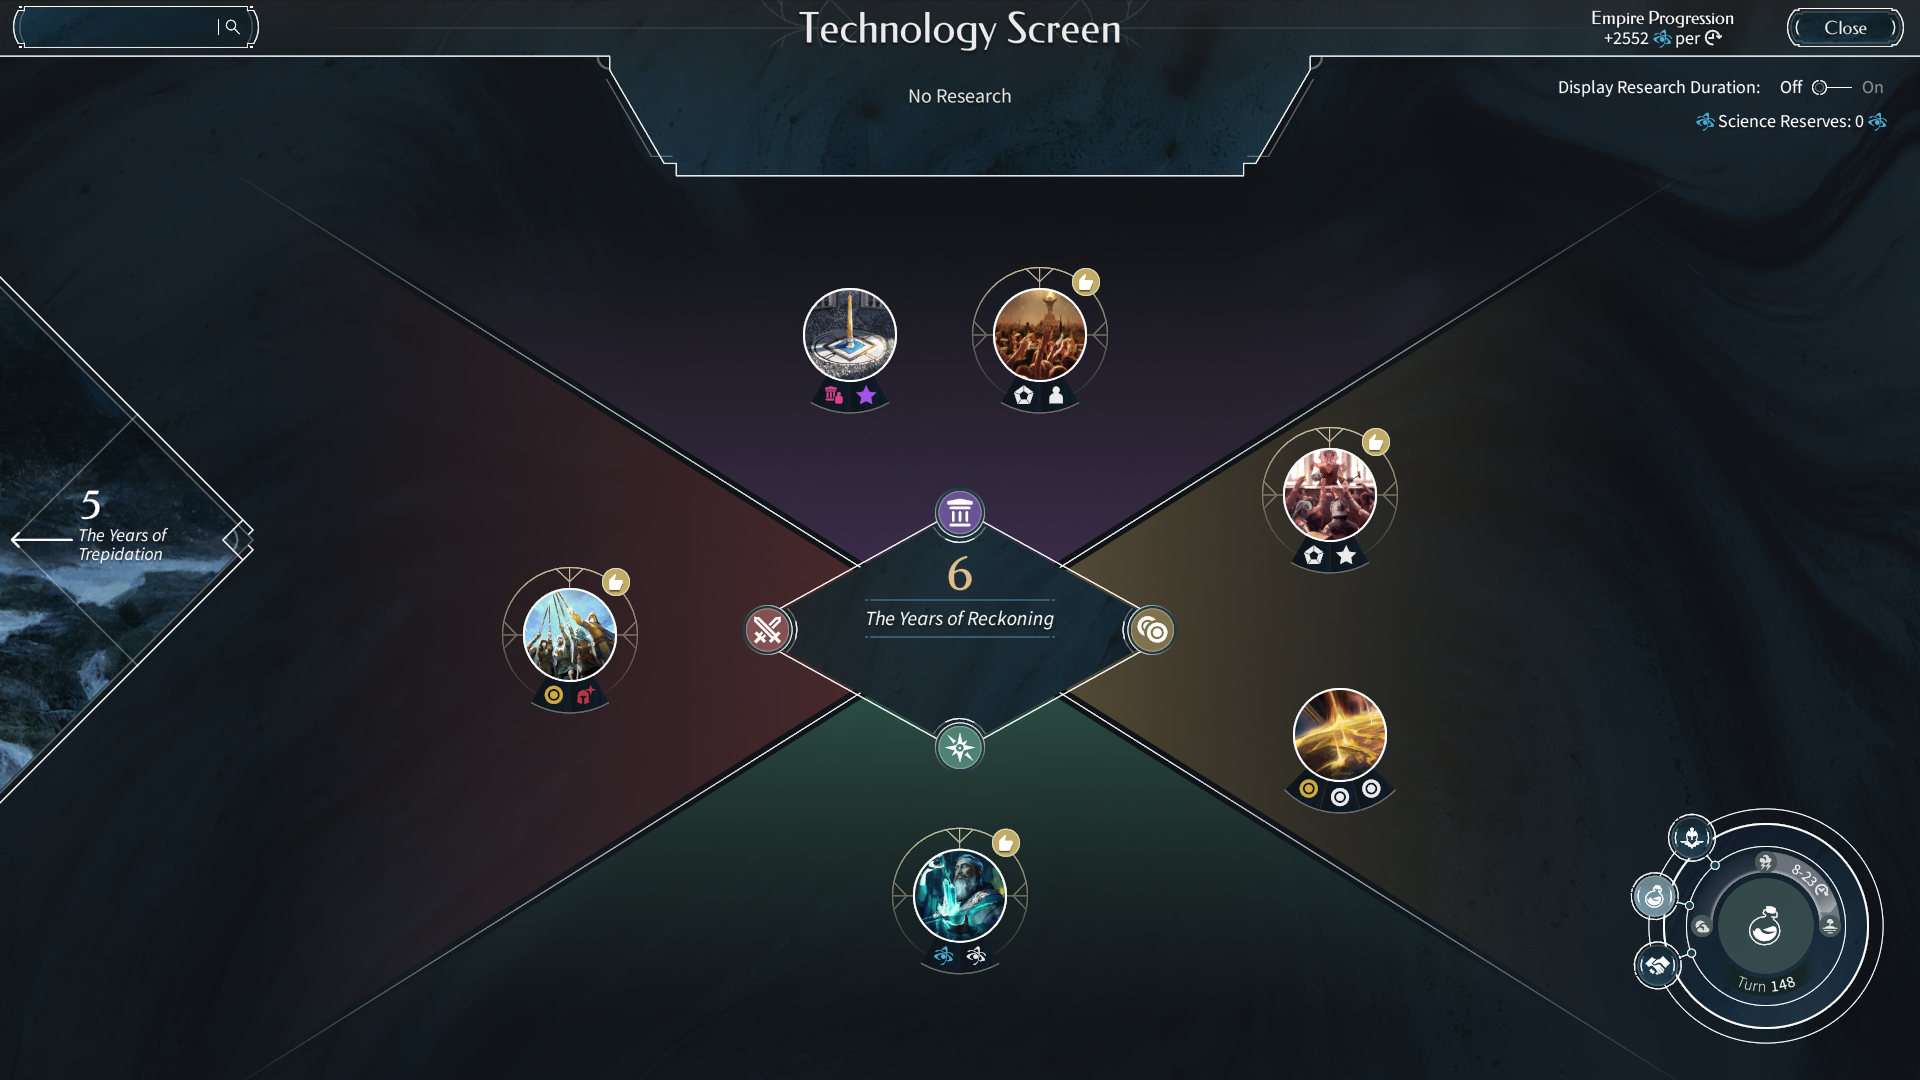 Technology Screen
Empire Progression
+2552 per
Close
No Research
Display Research Duration: Off On
Science Reserves: 0
5
The Years of
Trepidation
6
The Years of Reckoning
8-23
Turn 148